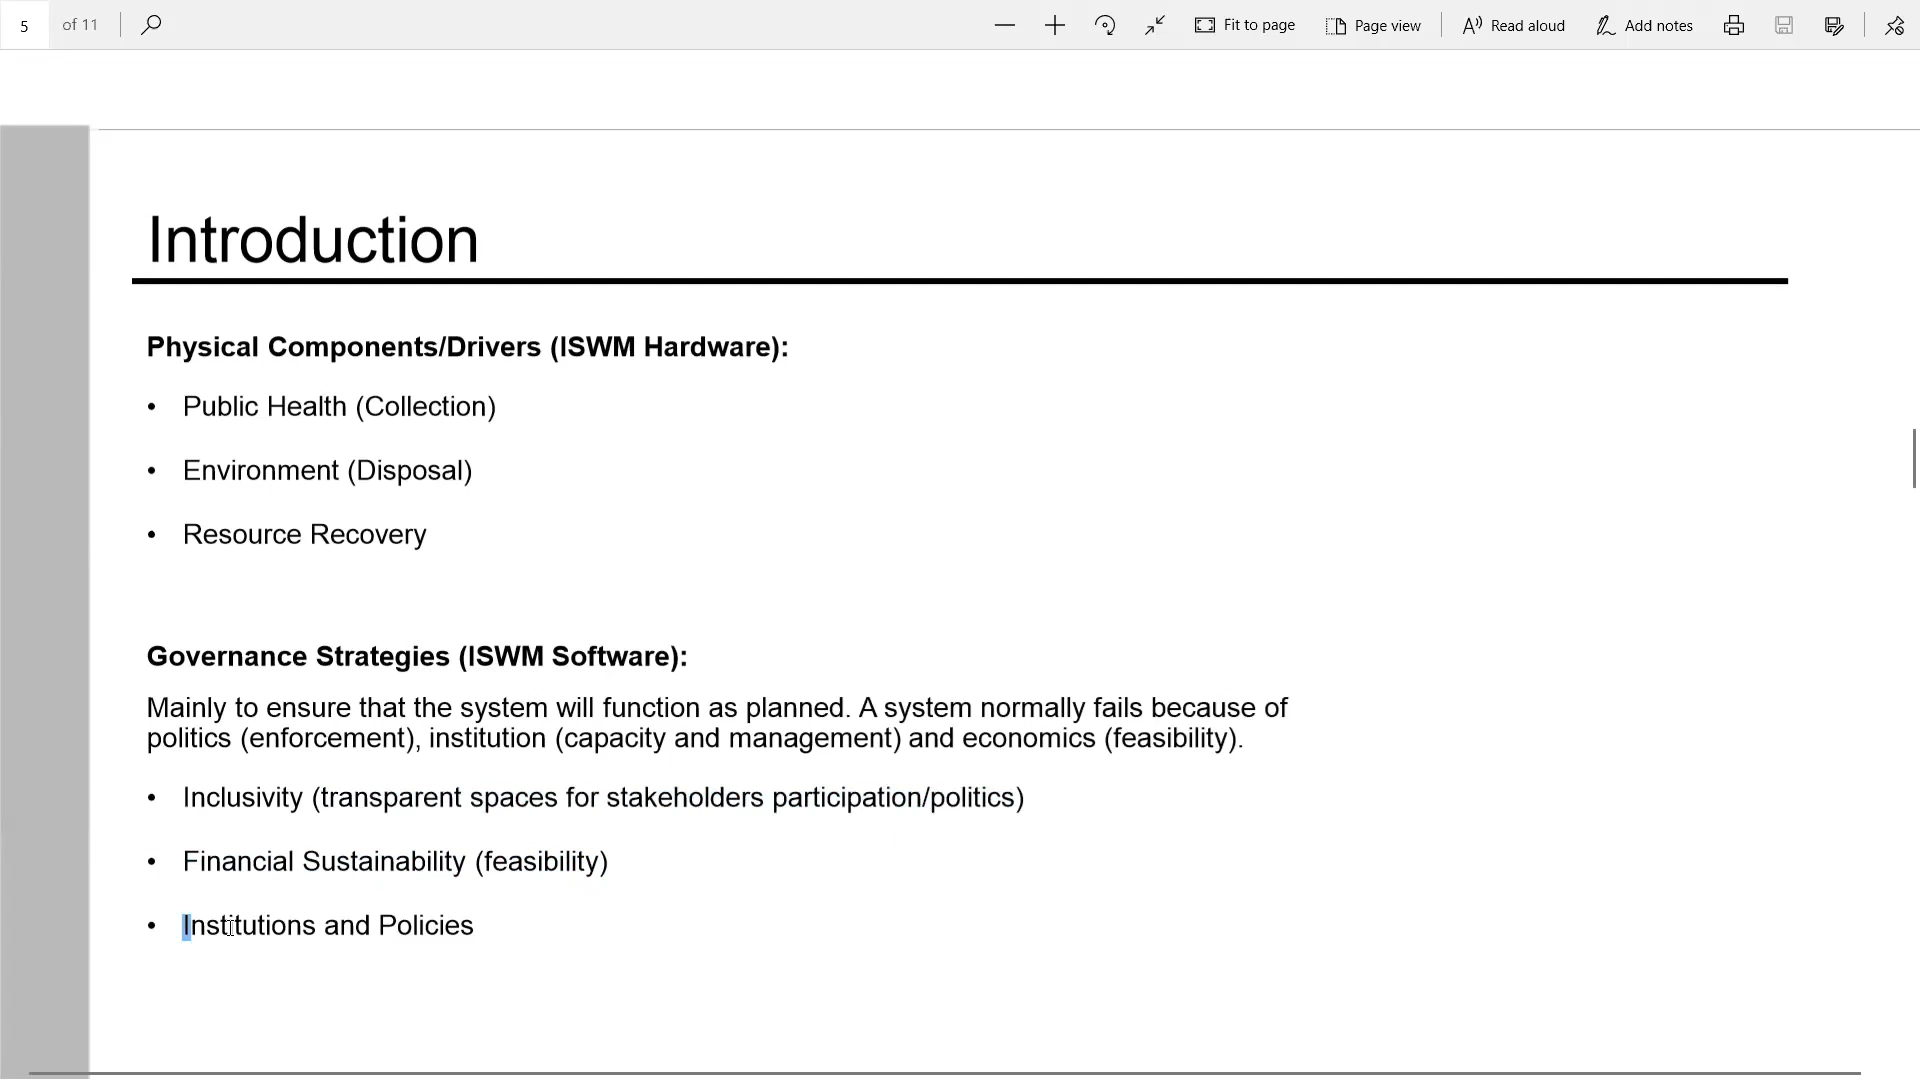 5 of 11 Fit to page Page view Read aloud Add notes
Introduction
Physical Components/Drivers (ISWM Hardware):
• Public Health (Collection)
• Environment (Disposal)
• Resource Recovery
Governance Strategies (ISWM Software):
Mainly to ensure that the system will function as planned. A system normally fails because of
politics (enforcement), institution (capacity and management) and economics (feasibility).
• Inclusivity (transparent spaces for stakeholders participation/politics)
• Financial Sustainability (feasibility)
• Institutions and Policies